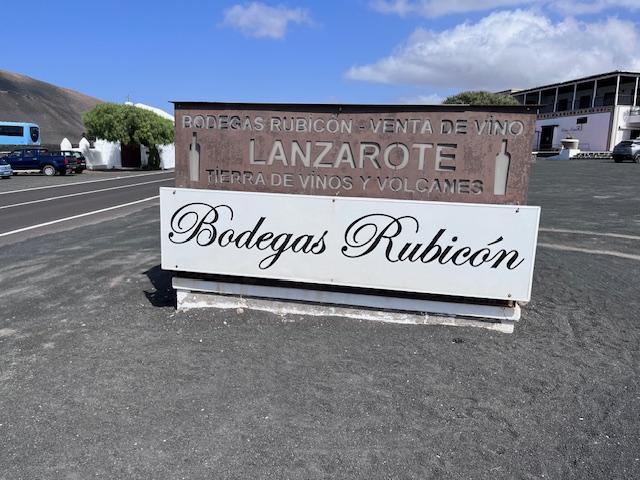 BODEGAS RUBICÓN - VENTA DE VINO
LANZAROTE
TIERRA DE VINOS Y VOLCANES
Bodegas Rubicón